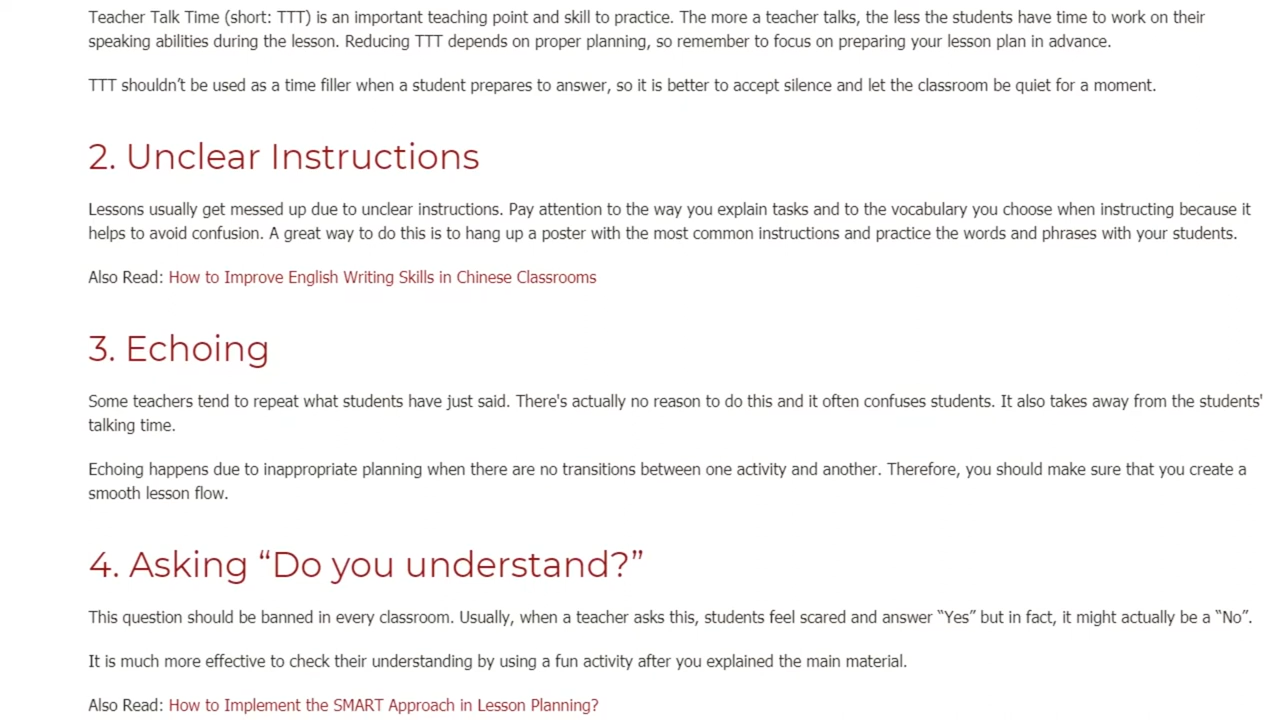 Teacher Talk Time (short: TTT) is an important teaching point and skill to practice. The more a teacher talks, the less the students have time to work on their
speaking abilities during the lesson. Reducing TTT depends on proper planning, so remember to focus on preparing your lesson plan in advance.
TTT shouldn’t be used as a time filler when a student prepares to answer, so it is better to accept silence and let the classroom be quiet for a moment.
2. Unclear Instructions
Lessons usually get messed up due to unclear instructions. Pay attention to the way you explain tasks and to the vocabulary you choose when instructing because it
helps to avoid confusion. A great way to do this is to hang up a poster with the most common instructions and practice the words and phrases with your students.
Also Read: How to Improve English Writing Skills in Chinese Classrooms
3. Echoing
Some teachers tend to repeat what students have just said. There's actually no reason to do this and it often confuses students. It also takes away from the students'
talking time.
Echoing happens due to inappropriate planning when there are no transitions between one activity and another. Therefore, you should make sure that you create a
smooth lesson flow.
4. Asking “Do you understand?”
This question should be banned in every classroom. Usually, when a teacher asks this, students feel scared and answer “Yes” but in fact, it might actually be a “No”.
It is much more effective to check their understanding by using a fun activity after you explained the main material.
Also Read: How to Implement the SMART Approach in Lesson Planning?